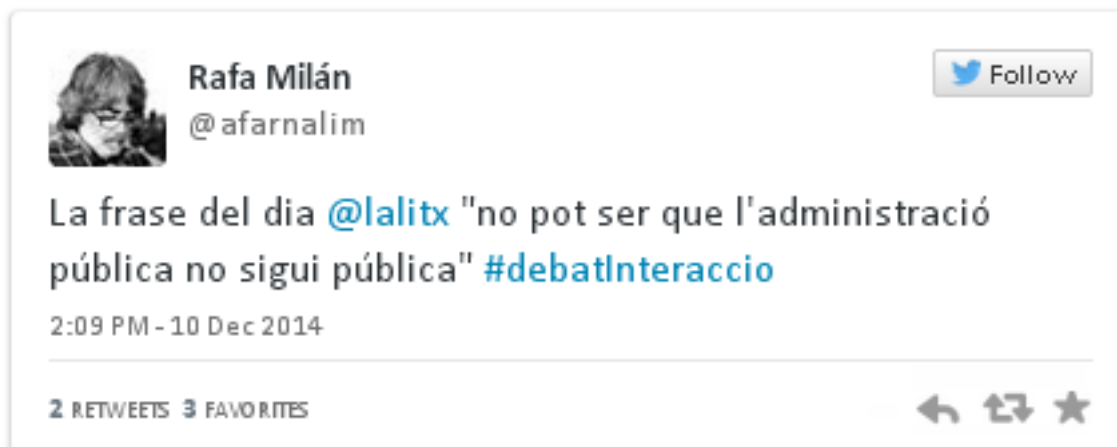 Rafa Milán
Follow
@afarnalim
La frase del dia @lalitx "no pot ser que l'administració
pública no sigui pública" #debatInteraccio
2:09 PM - 10 Dec 2014
2 RETWEETS 3 FAVORITES